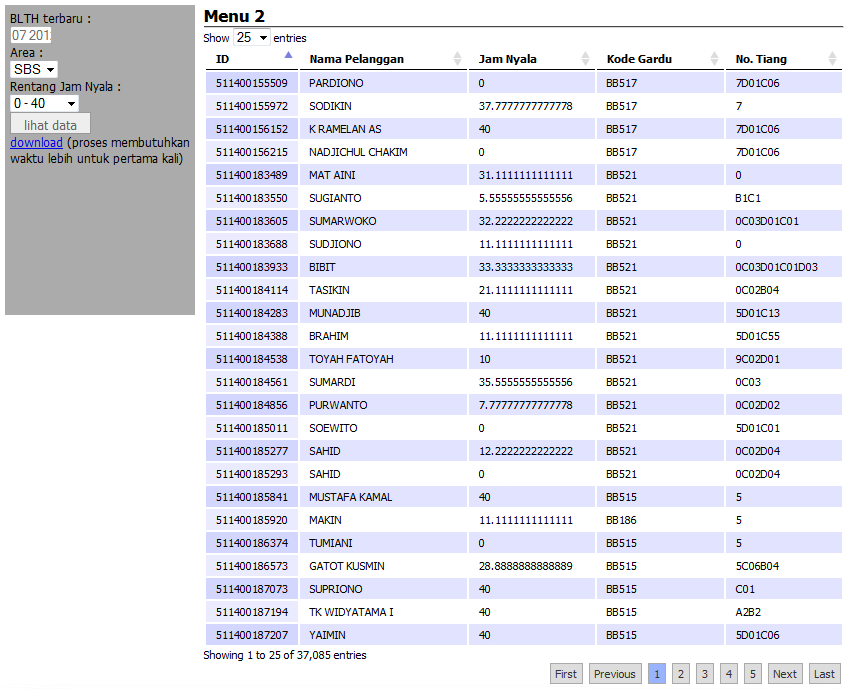 BLTH terbaru :
07 201
Area :
SBS
Rentang Jam Nyala :
0 - 40
lihat data
download (proses membutuhkan
waktu lebih untuk pertama kali)
Menu 2
Show 25 entries
ID Nama Pelanggan Jam Nyala Kode Gardu No. Tiang
511400155509 PARDIONO 0 BB517 7D01C06
511400155972 SODIKIN 37.7777777777778 BB517 7
511400156152 K RAMELAN AS 40 BB517 7D01C06
511400156215 NADJICHUL CHAKIM 0 BB517 7D01C06
511400183489 MAT AINI 31.1111111111111 BB521 0
511400183550 SUGIANTO 5.55555555555556 BB521 B1C1
511400183605 SUMARWOKO 32.2222222222222 BB521 0C03D01C01
511400183688 SUDJIONO 11.1111111111111 BB521 0
511400183933 BIBIT 33.3333333333333 BB521 0C03D01C01D03
511400184114 TASIKIN 21.1111111111111 BB521 0C02B04
511400184283 MUNADJIB 40 BB521 5D01C13
511400184388 BRAHIM 11.1111111111111 BB521 5D01C55
511400184538 TOYAH FATOYAH 10 BB521 9C02D01
511400184561 SUMARDI 35.5555555555556 BB521 0C03
511400184856 PURWANTO 7.77777777777778 BB521 0C02D02
511400185011 SOEWITO 0 BB521 5D01C01
511400185277 SAHID 12.2222222222222 BB521 0C02D04
511400185293 SAHID 0 BB521 0C02D04
511400185841 MUSTAFA KAMAL 40 BB515 5
511400185920 MAKIN 11.1111111111111 BB186 5
511400186374 TUMIANI 0 BB515 5
511400186573 GATOT KUSMIN 28.8888888888889 BB515 5C06B04
511400187073 SUPRIONO 40 BB515 C01
511400187194 TK WIDYATAMA I 40 BB515 A2B2
511400187207 YAIMIN 40 BB515 5D01C06
Showing 1 to 25 of 37,085 entries
First Previous 1 2 3 4 5 Next Last